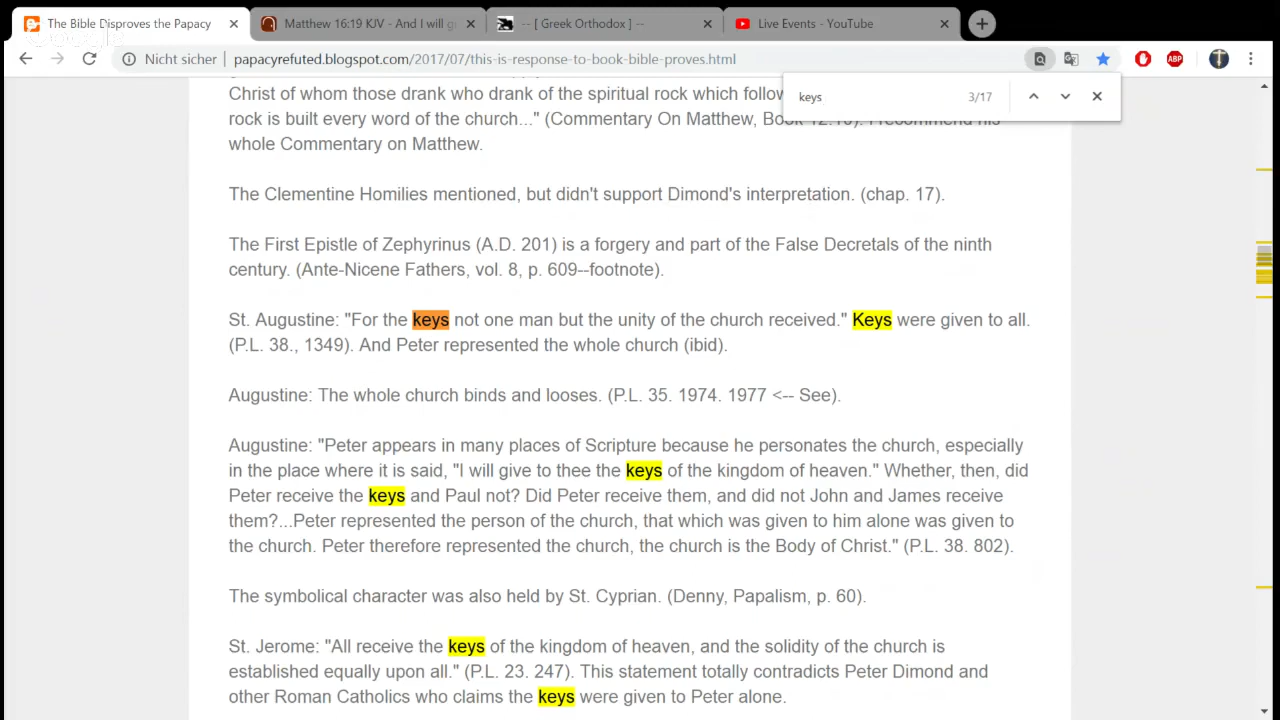 The Bible Disproves the Papacy
Matthew 16:19 KJV - And I will gi
-- [ Greek Orthodox ] --
Live Events - YouTube
Nicht sicher | papacyrefuted.blogspot.com/2017/07/this-is-response-to-book-bible-proves.html
ABP
keys 3/17
Christ of whom those drank who drank of the spiritual rock which follow
rock is built every word of the church..." (Commentary On Matthew, Book 12.10). I recommend his
whole Commentary on Matthew.
The Clementine Homilies mentioned, but didn't support Dimond's interpretation. (chap. 17).
The First Epistle of Zephyrinus (A.D. 201) is a forgery and part of the False Decretals of the ninth
century. (Ante-Nicene Fathers, vol. 8, p. 609--footnote).
St. Augustine: "For the keys not one man but the unity of the church received." Keys were given to all.
(P.L. 38., 1349). And Peter represented the whole church (ibid).
Augustine: The whole church binds and looses. (P.L. 35. 1974. 1977 <-- See).
Augustine: "Peter appears in many places of Scripture because he personates the church, especially
in the place where it is said, "I will give to thee the keys of the kingdom of heaven." Whether, then, did
Peter receive the keys and Paul not? Did Peter receive them, and did not John and James receive
them?...Peter represented the person of the church, that which was given to him alone was given to
the church. Peter therefore represented the church, the church is the Body of Christ." (P.L. 38. 802).
The symbolical character was also held by St. Cyprian. (Denny, Papalism, p. 60).
St. Jerome: "All receive the keys of the kingdom of heaven, and the solidity of the church is
established equally upon all." (P.L. 23. 247). This statement totally contradicts Peter Dimond and
other Roman Catholics who claims the keys were given to Peter alone.